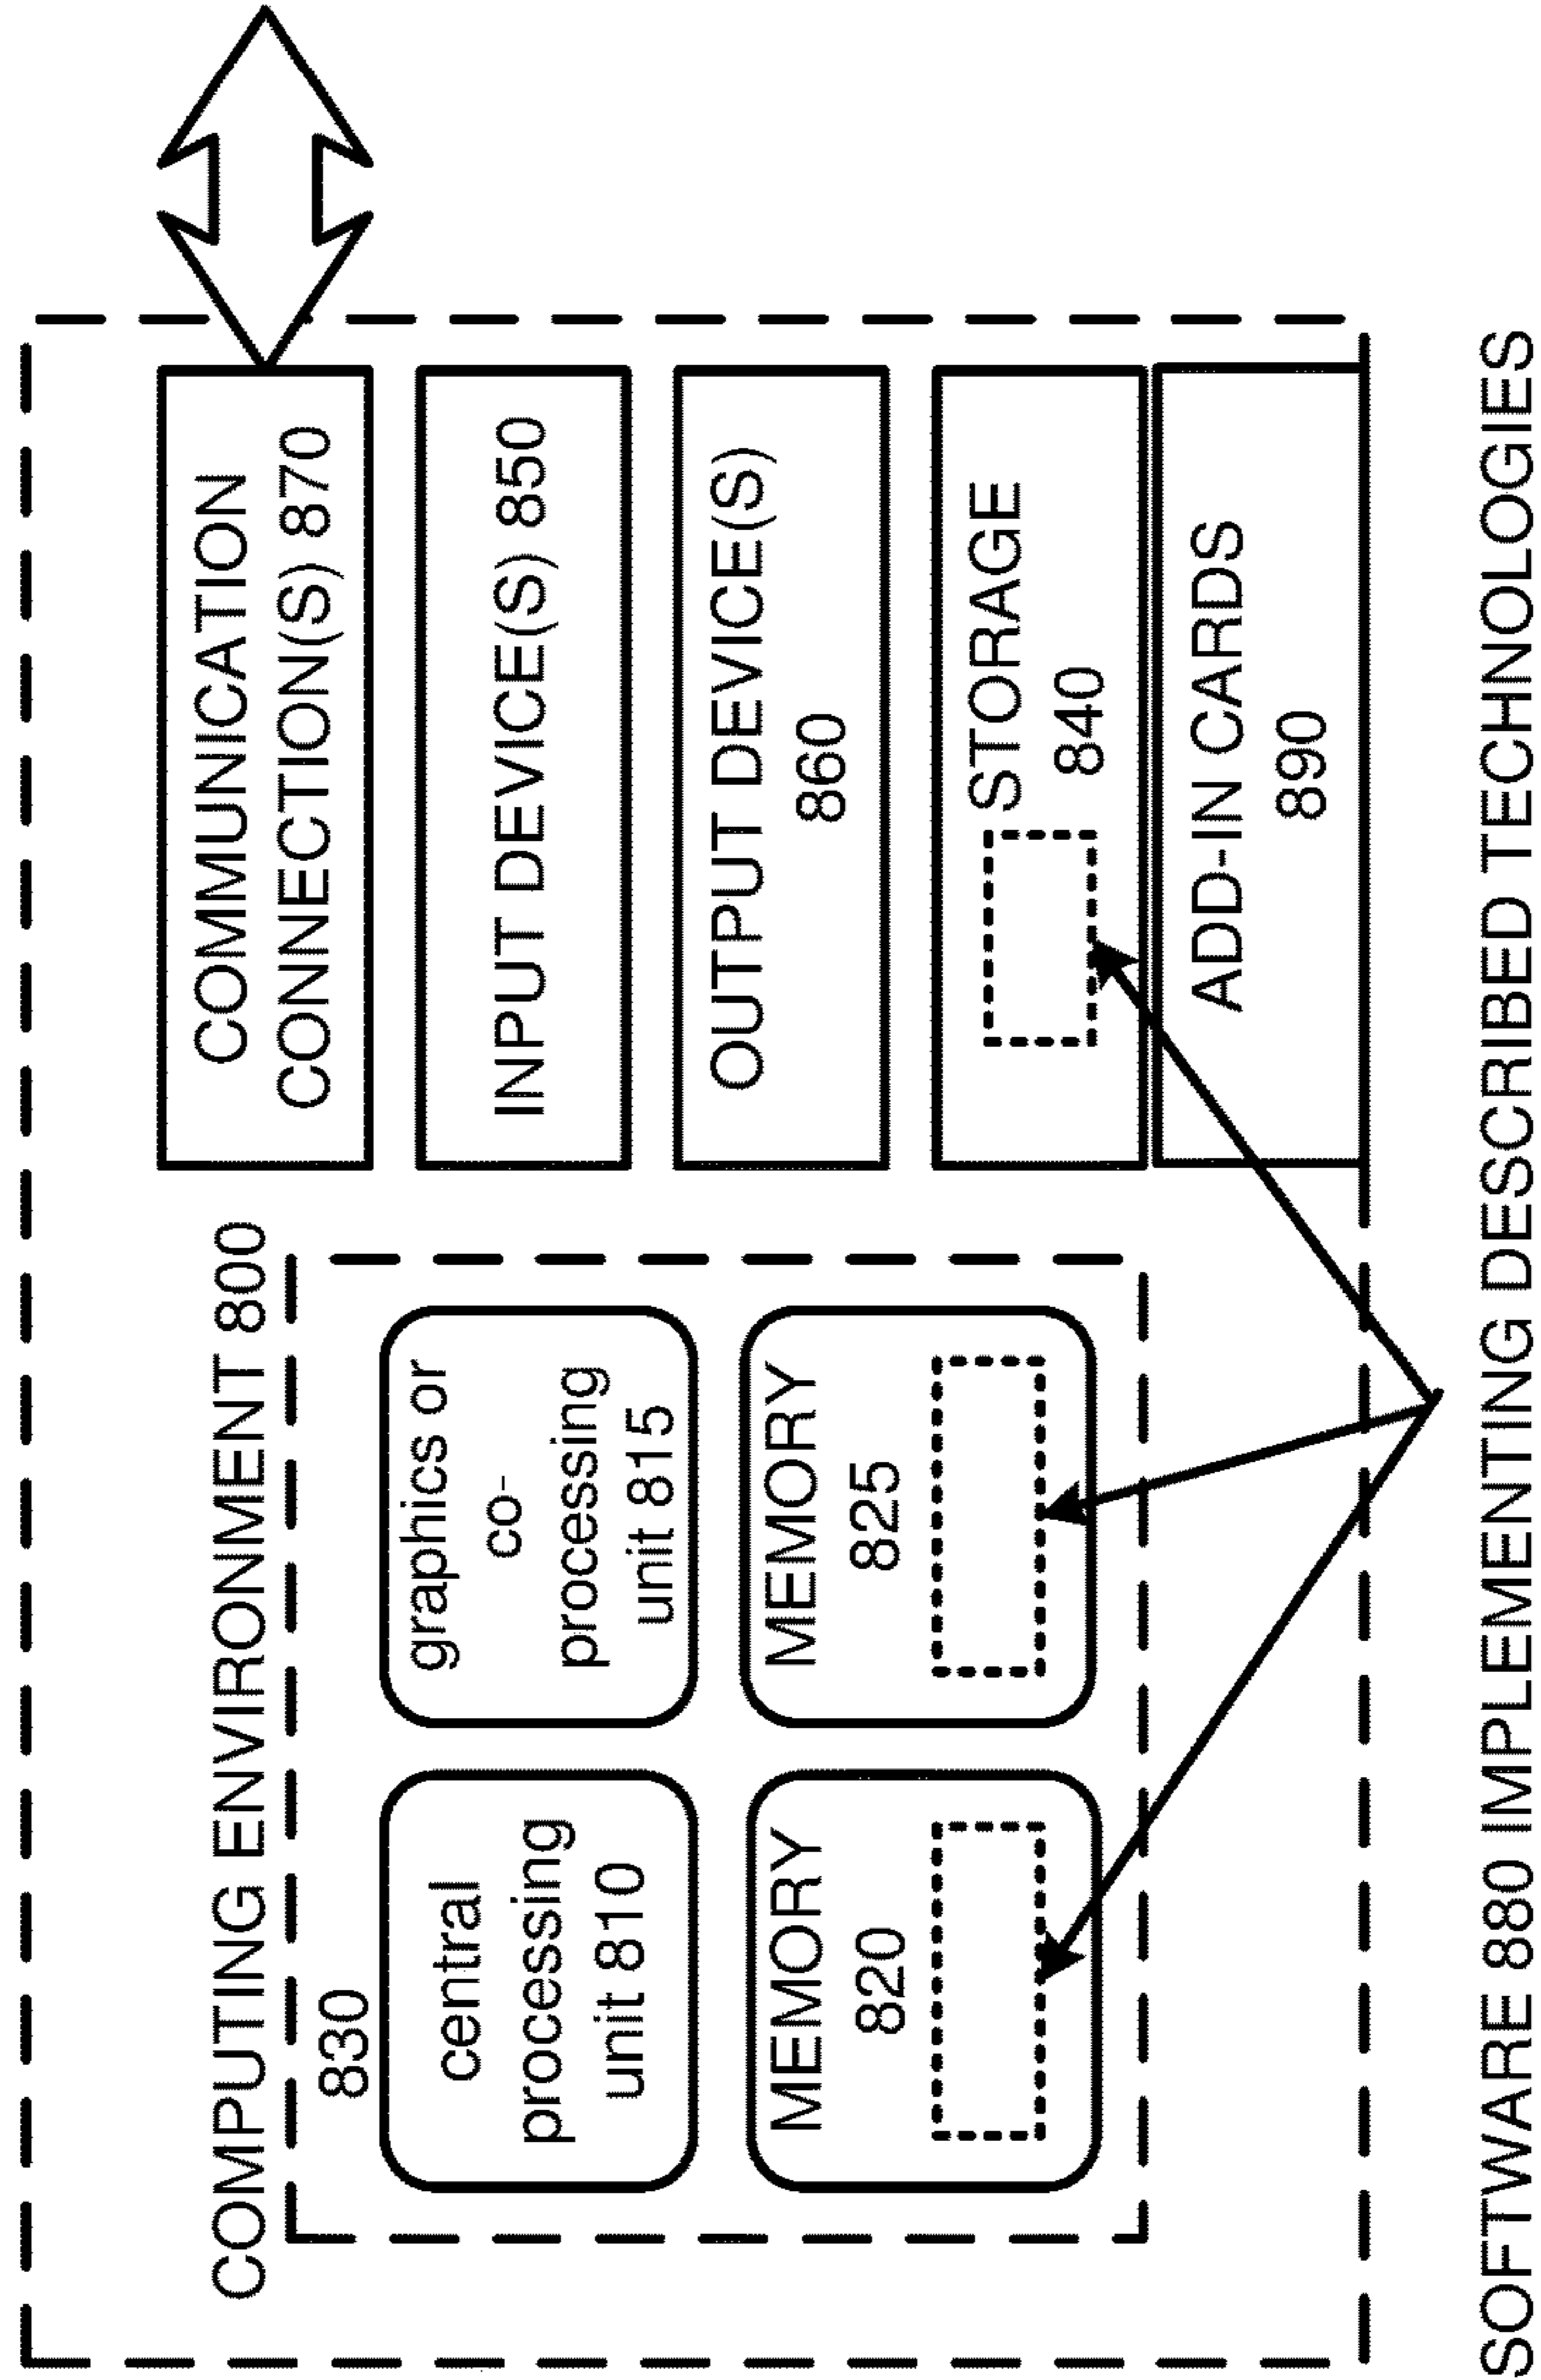 COMPUTING ENVIRONMENT 800
830
central
processing
unit 810
graphics or
co-
processing
unit 815
MEMORY
820
MEMORY
825
COMMUNICATION
CONNECTION(S) 870
INPUT DEVICE(S) 850
OUTPUT DEVICE(S)
860
STORAGE
840
ADD-IN CARDS
890
SOFTWARE 880 IMPLEMENTING DESCRIBED TECHNOLOGIES